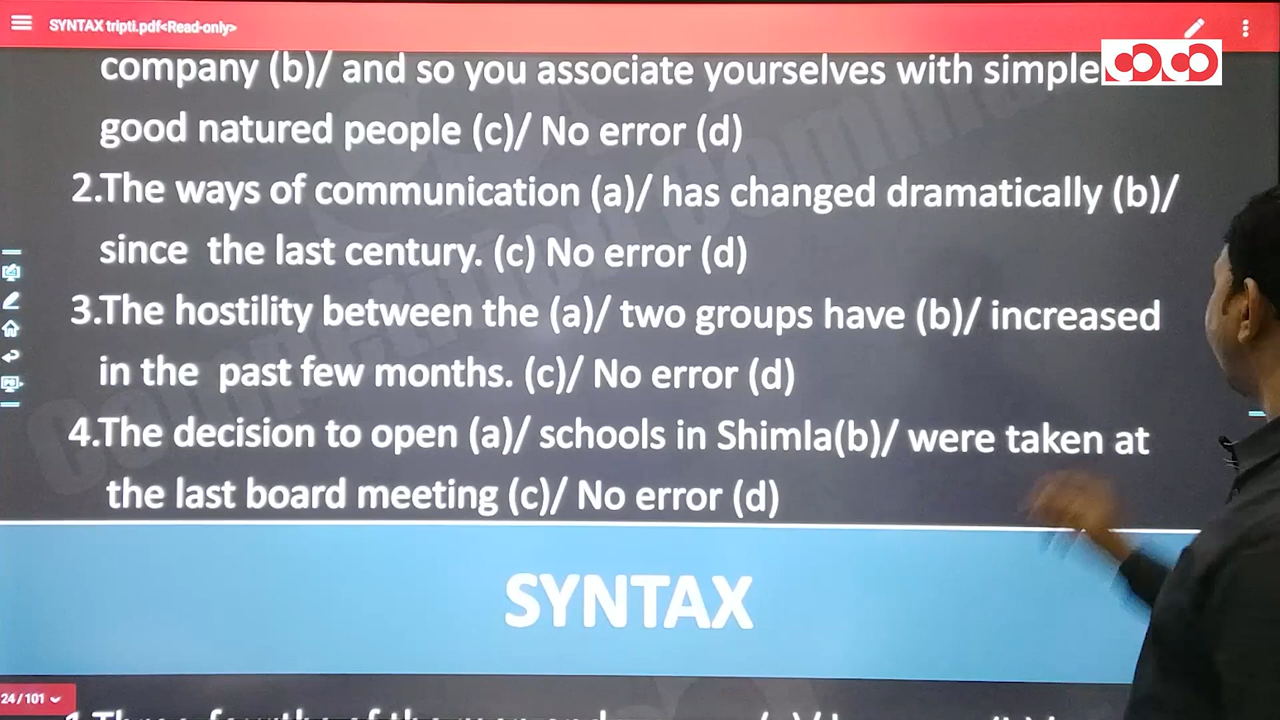 SYNTAX tripti.pdf<Read-only>
company (b)/ and so you associate yourselves with simple
good natured people (c)/ No error (d)
2.The ways of communication (a)/ has changed dramatically (b)/
since the last century. (c) No error (d)
3.The hostility between the (a)/ two groups have (b)/ increased
in the past few months. (c)/ No error (d)
4.The decision to open (a)/ schools in Shimla(b)/ were taken at
the last board meeting (c)/ No error (d)
SYNTAX
24/101